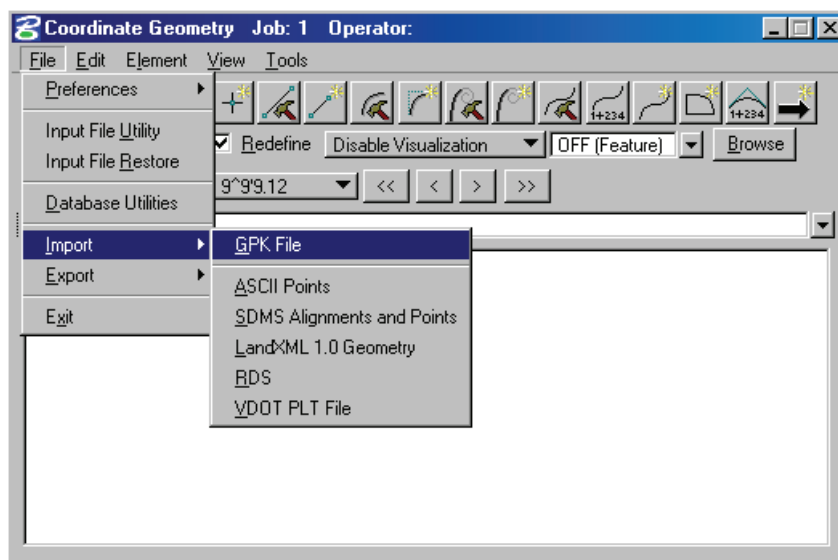 Coordinate Geometry Job: 1 Operator:
File Edit Element View Tools
Preferences
Input File Utility
Input File Restore
Database Utilities
Import
Export
Exit
1+234
1+234
Redefine
Disable Visualization
OFF (Feature)
Browse
9^9'9.12
<<
<
>
>>
GPK File
ASCII Points
SDMS Alignments and Points
LandXML 1.0 Geometry
RDS
VDOT PLT File